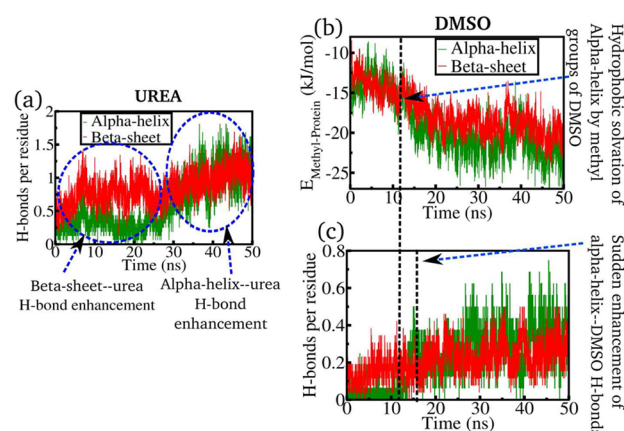 UREA
(a)
Alpha-helix
Beta-sheet
H-bonds per residue
2
1.5
1
0.5
0
0 10 20 30 40 50
Time (ns)
Beta-sheet--urea
H-bond enhancement
Alpha-helix--urea
H-bond
enhancement
DMSO
(b)
Alpha-helix
Beta-sheet
E Methyl-Protein (kJ/mol)
-10
-15
-20
-25
0 10 20 30 40 50
Time (ns)
Hydrophobic solvation of
Alpha-helix by methyl
groups of DMSO
(c)
H-bonds per residue
0.8
0.6
0.4
0.2
0
0 10 20 30 40 50
Time (ns)
Sudden enhancement of
alpha-helix--DMSO H-bonds